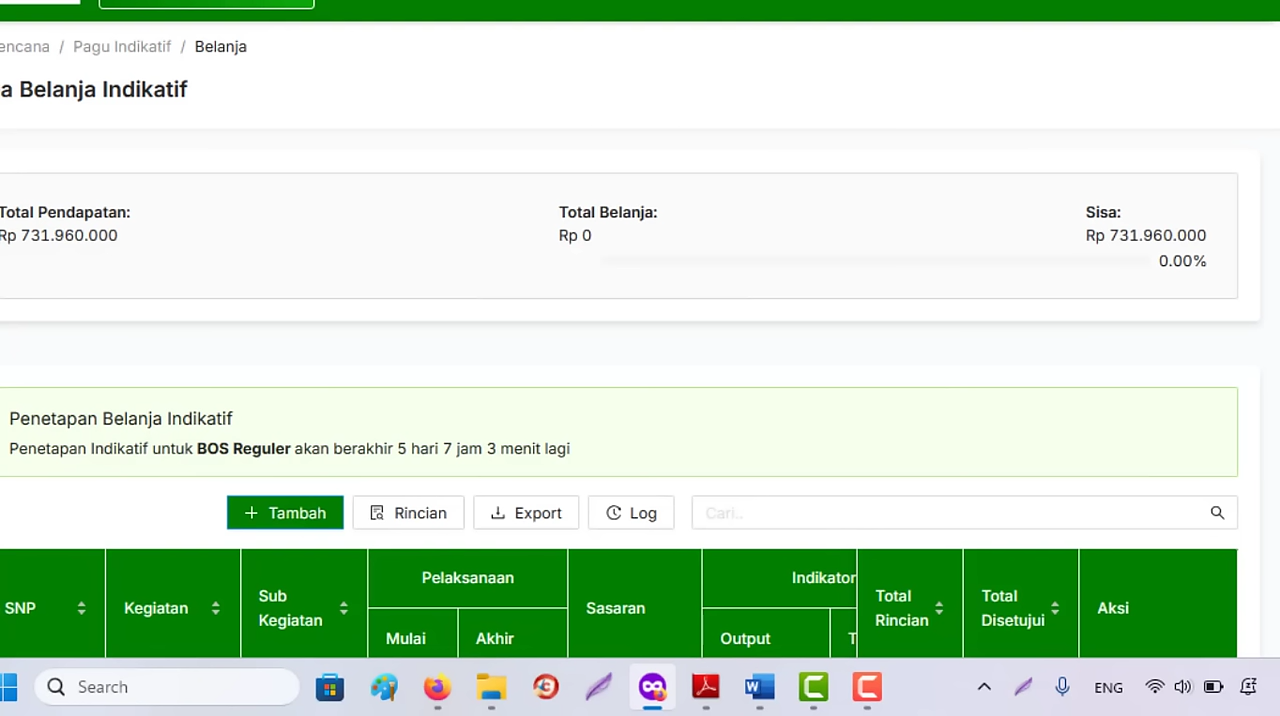 encana / Pagu Indikatif / Belanja
a Belanja Indikatif
Total Pendapatan:
Rp 731.960.000
Total Belanja:
Rp 0
Sisa:
Rp 731.960.000
0.00%
Penetapan Belanja Indikatif
Penetapan Indikatif untuk BOS Reguler akan berakhir 5 hari 7 jam 3 menit lagi
+ Tambah
Rincian
Export
Log
Cari..
SNP
Kegiatan
Sub
Kegiatan
Pelaksanaan
Mulai
Akhir
Sasaran
Indikator
Output
T
Total
Rincian
Total
Disetujui
Aksi
Search
ENG